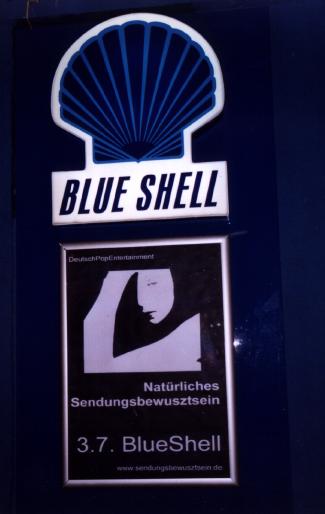 BLUE SHELL
DeutschPopEntertainment
Natürliches
Sendungsbewusztsein
3.7. BlueShell
www.sendungsbewusztsein.de